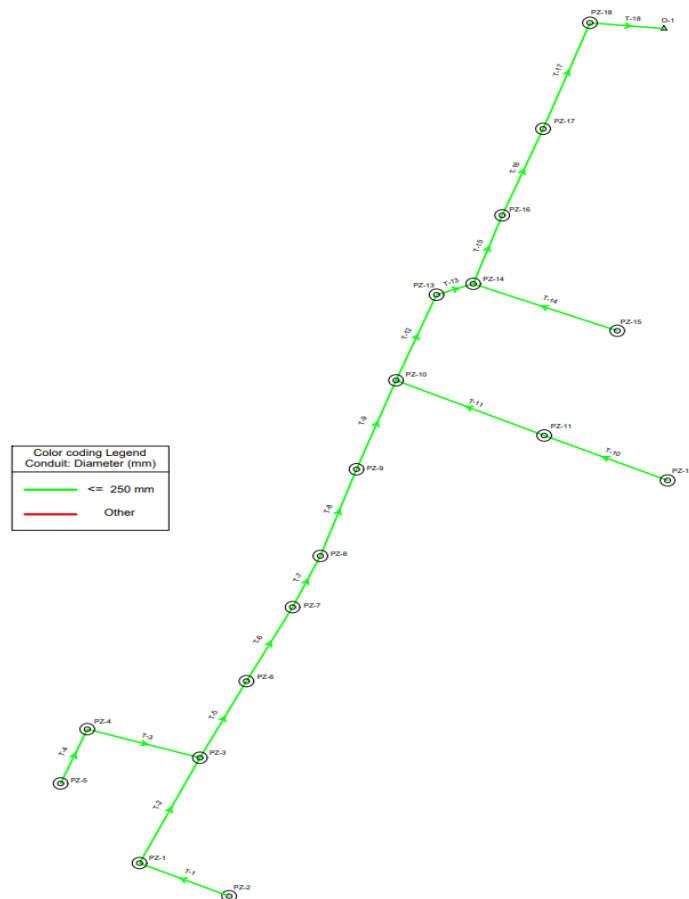 PZ-18
T-18
O-1
T-17
PZ-17
T-16
PZ-16
T-15
PZ-13
T-13
PZ-14
T-14
PZ-15
T-12
PZ-10
T-11
T-9
PZ-11
T-10
PZ-9
PZ-1
Color coding Legend
Conduit: Diameter (mm)
<= 250 mm
Other
T-8
PZ-8
T-7
PZ-7
T-6
PZ-6
T-5
PZ-4
T-3
T-4
PZ-3
PZ-5
T-2
PZ-1
T-1
PZ-2